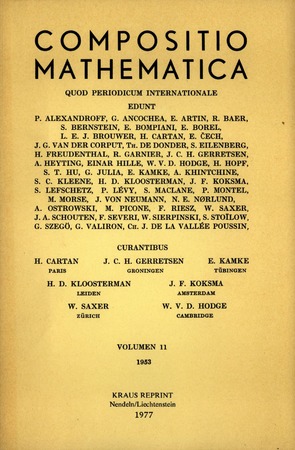 COMPOSITIO
MATHEMATICA
QUOD PERIODICUM INTERNATIONALE
EDUNT
P. ALEXANDROFF, G. ANCOCHEA, E. ARTIN, R. BAER,
S. BERNSTEIN, E. BOMPIANI, E. BOREL,
L. E. J. BROUWER, H. CARTAN, E. ČECH,
J. G. VAN DER CORPUT, TH. DE DONDER, S. EILENBERG,
H. FREUDENTHAL, R. GARNIER, J. C. H. GERRETSEN,
A. HEYTING, EINAR HILLE, W. V. D. HODGE, H. HOPF,
S. T. HU, G. JULIA, E. KAMKE, A. KHINTCHINE,
S. C. KLEENE, H. D. KLOOSTERMAN, J. F. KOKSMA,
S. LEFSCHETZ, P. LÉVY, S. MACLANE, P. MONTEL,
M. MORSE, J. VON NEUMANN, N. E. NØRLUND,
A. OSTROWSKI, M. PICONE, F. RIESZ, W. SAXER,
J. A. SCHOUTEN, F. SEVERI, W. SIERPINSKI, S. STOÏLOW,
G. SZEGÖ, G. VALIRON, CH. J. DE LA VALLÉE POUSSIN,
CURANTIBUS
H. CARTAN J. C. H. GERRETSEN E. KAMKE
PARIS GRONINGEN TÜBINGEN
H. D. KLOOSTERMAN J. F. KOKSMA
LEIDEN AMSTERDAM
W. SAXER W. V. D. HODGE
ZÜRICH CAMBRIDGE
VOLUMEN 11
1953
KRAUS REPRINT
Nendeln/Liechtenstein
1977